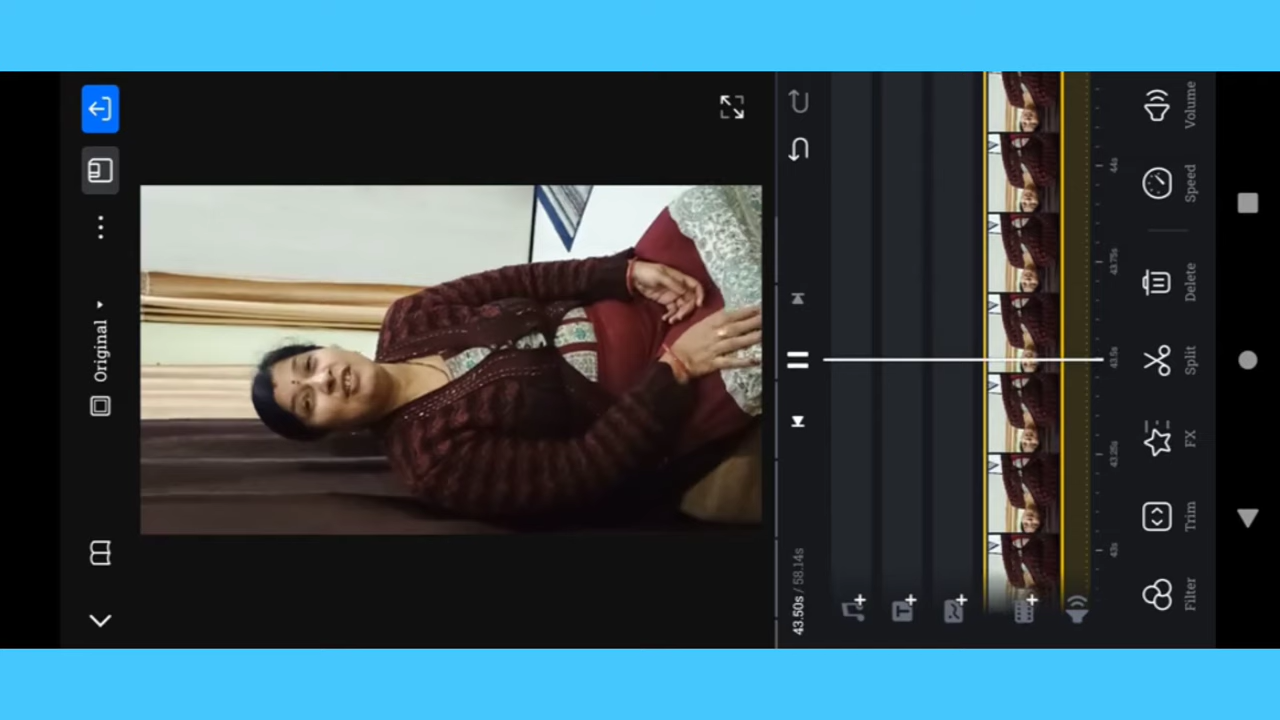 Original
43.50s / 58.14s
43s
43.25s
43.5s
43.75s
44s
Filter
Trim
FX
Split
Delete
Speed
Volume